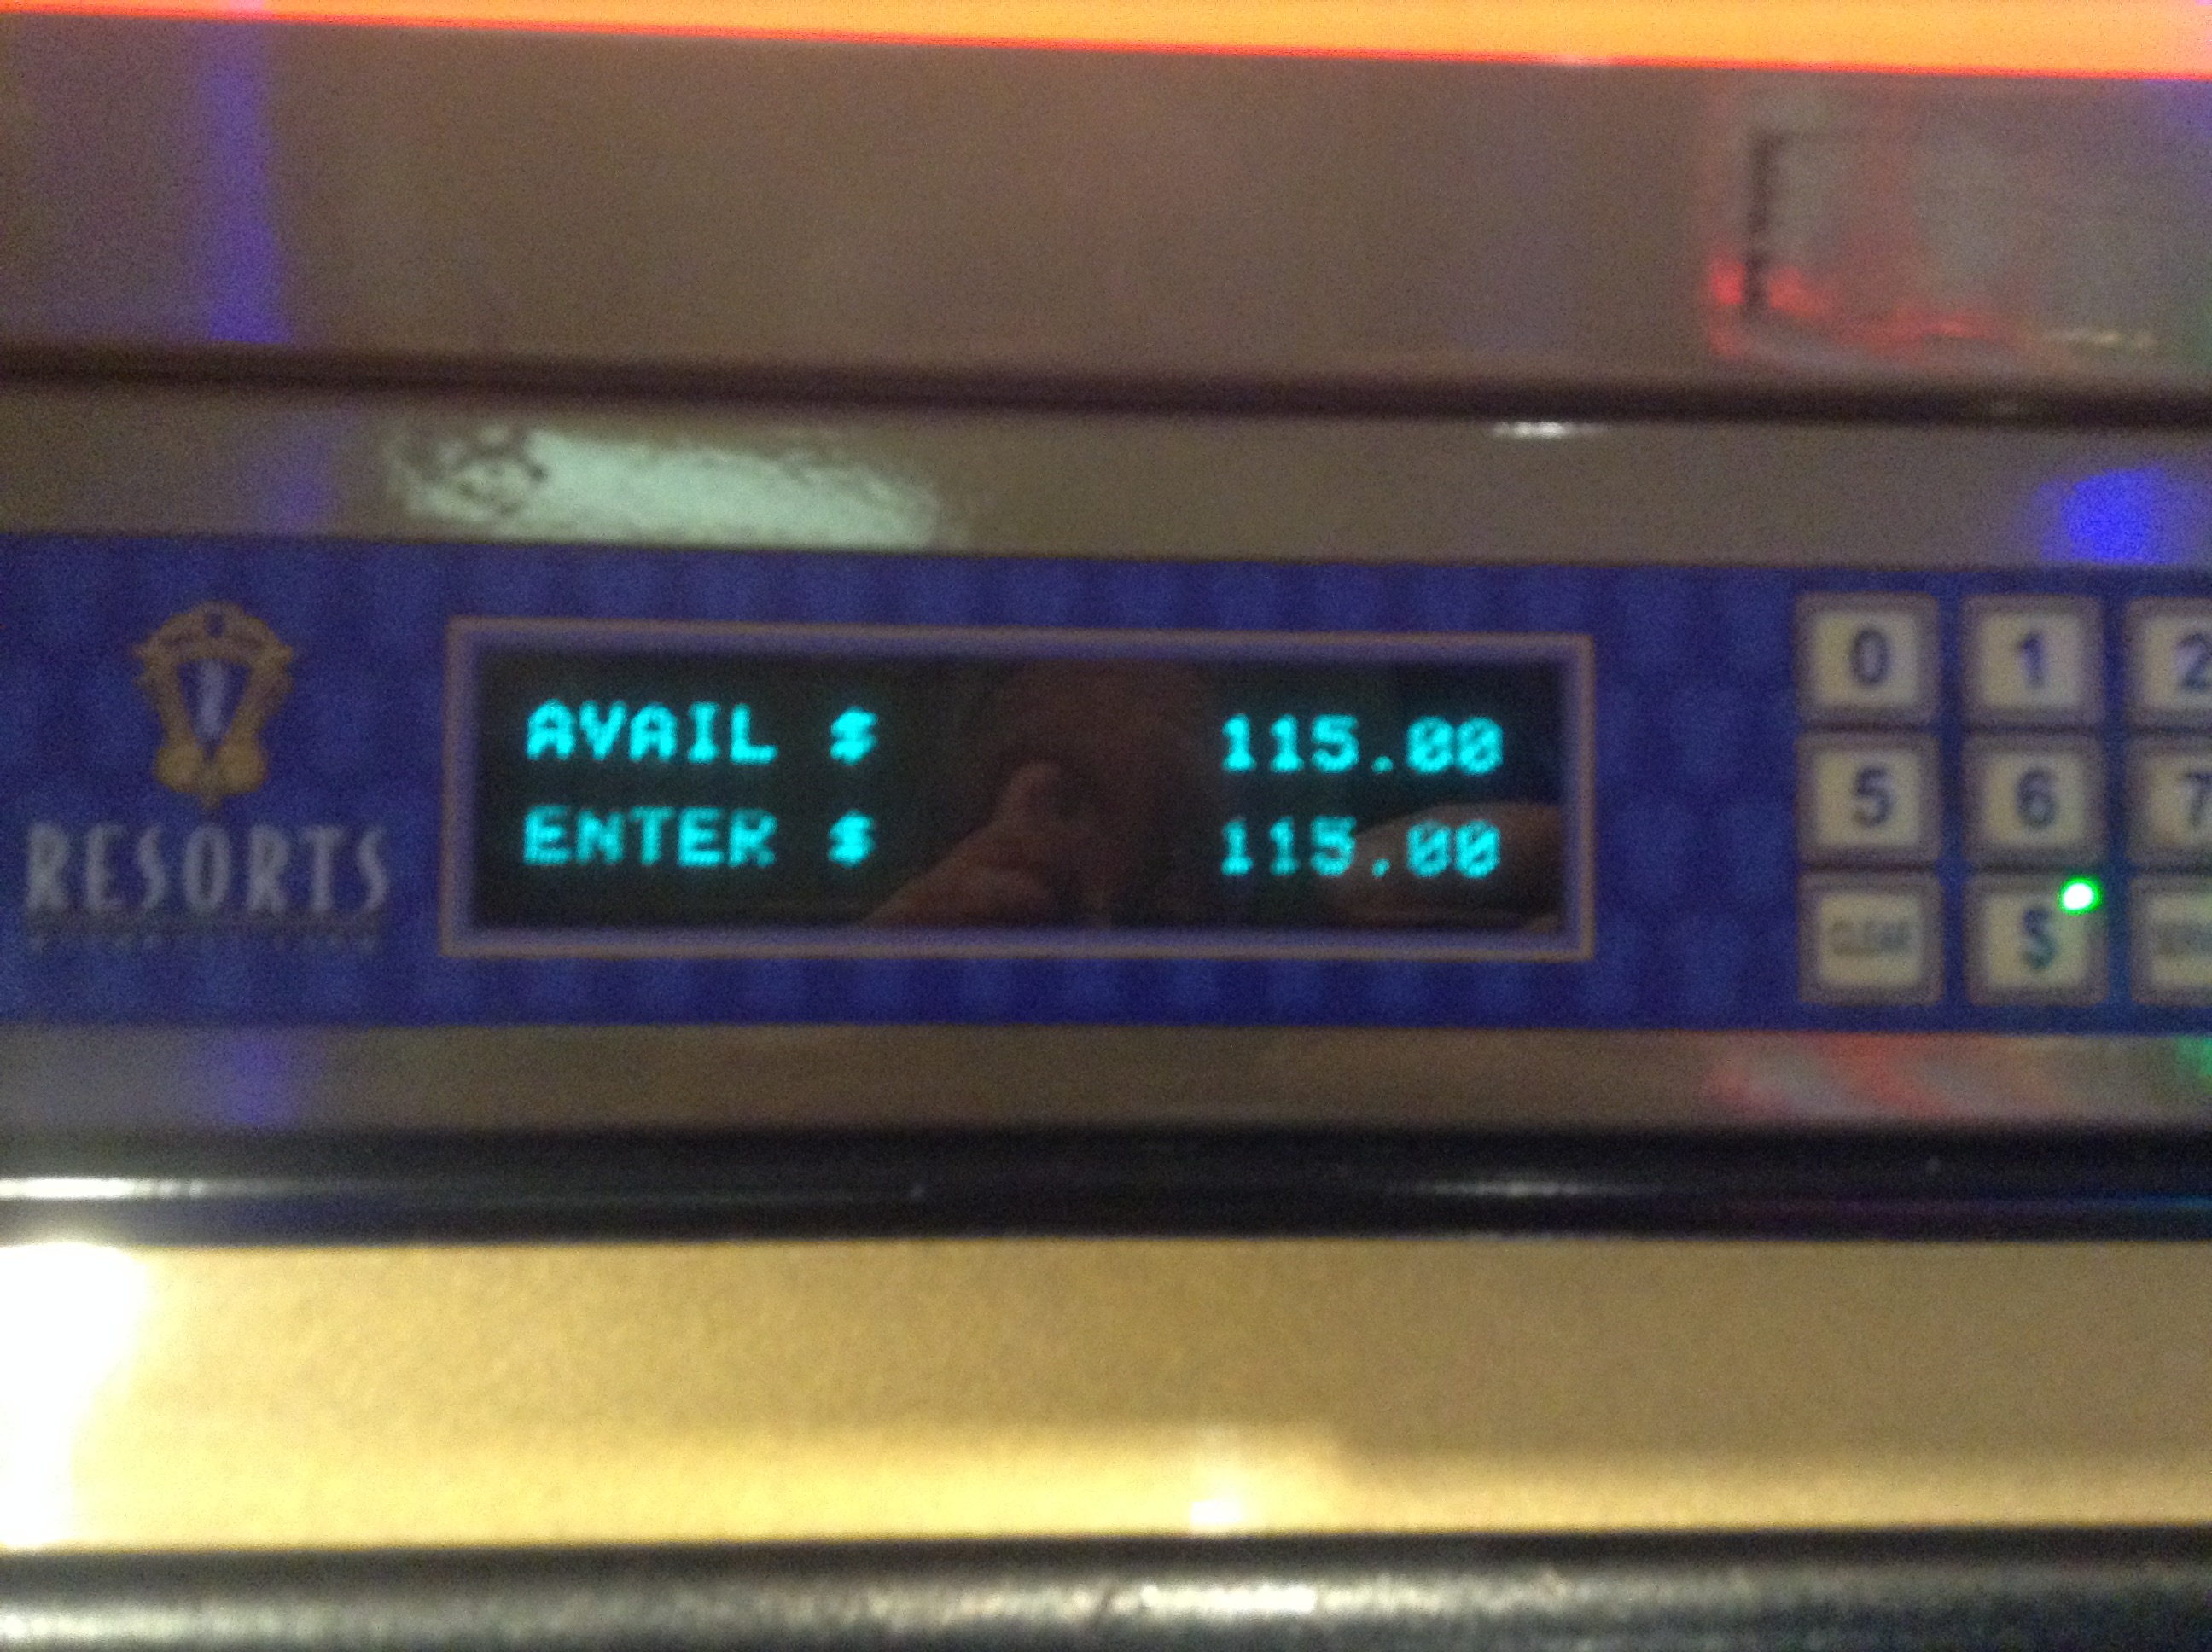 AVAIL $ 115.00
ENTER $ 115.00
RESORTS
0 1 2
5 6 7
CLEAR $